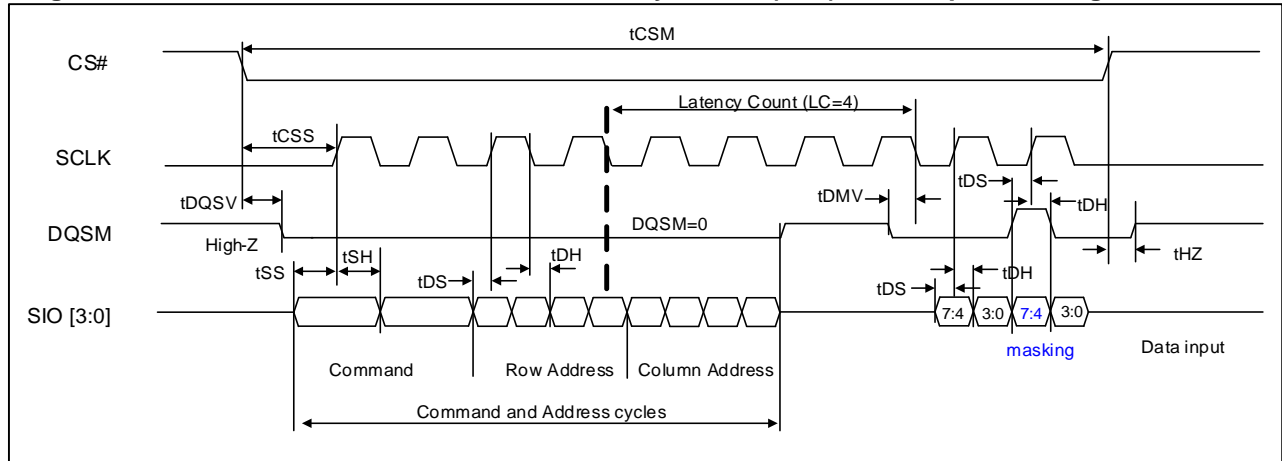 tCSM
CS#
Latency Count (LC=4)
tCSS
SCLK
tDQSV
tDMV
tDS
tDH
DQSM=0
DQSM
High-Z
tSS
tSH
tDS
tDH
tHZ
tDS
tDH
SIO [3:0]
7:4 3:0 7:4 3:0
masking
Data input
Command Row Address Column Address
Command and Address cycles